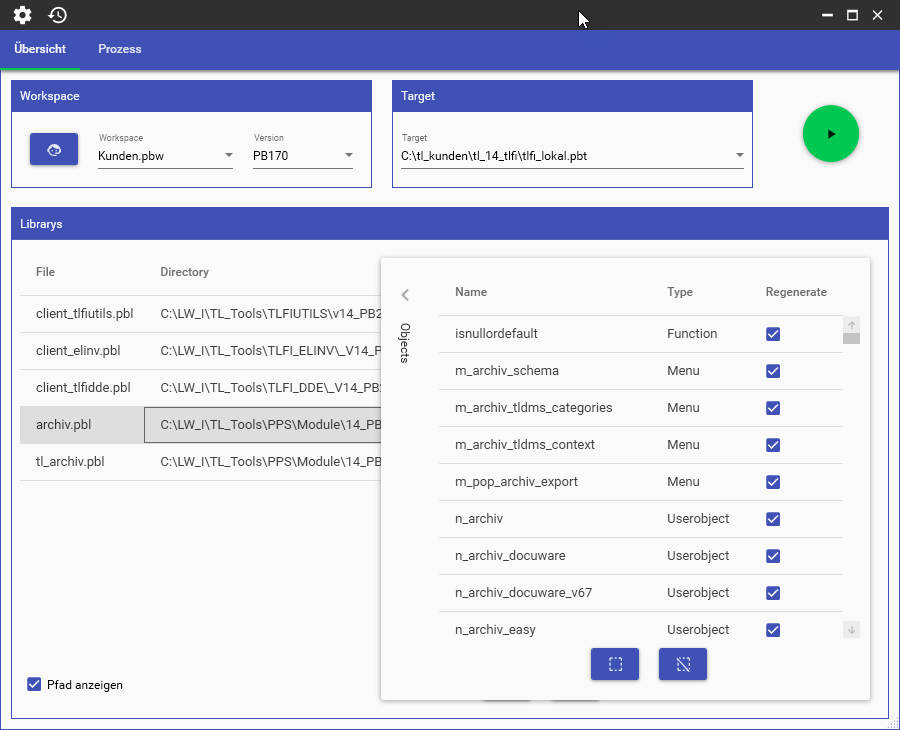 Übersicht Prozess
Workspace Target
Workspace Version Target
Kunden.pbw PB170 C:\tl_kunden\tl_14_tlfi\tlfi_lokal.pbt
Librarys
File Directory
client_tlfiutils.pbl C:\LW_I\TL_Tools\TLFIUTILS\v14_PB2
client_elinv.pbl C:\LW_I\TL_Tools\TLFI_ELINV\_V14_P
client_tlfidde.pbl C:\LW_I\TL_Tools\TLFI_DDE\_V14_PB
archiv.pbl C:\LW_I\TL_Tools\PPS\Module\14_PB
tl_archiv.pbl C:\LW_I\TL_Tools\PPS\Module\14_PB
Objects
Name Type Regenerate
isnullordefault Function
m_archiv_schema Menu
m_archiv_tldms_categories Menu
m_archiv_tldms_context Menu
m_pop_archiv_export Menu
n_archiv Userobject
n_archiv_docuware Userobject
n_archiv_docuware_v67 Userobject
n_archiv_easy Userobject
Pfad anzeigen